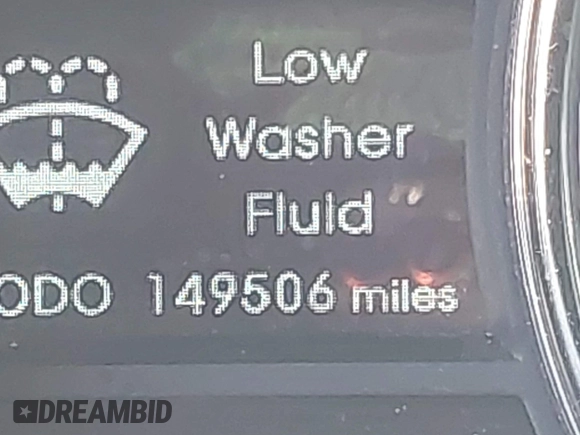 Low
Washer
Fluid
ODO 149506 miles
DREAMBID